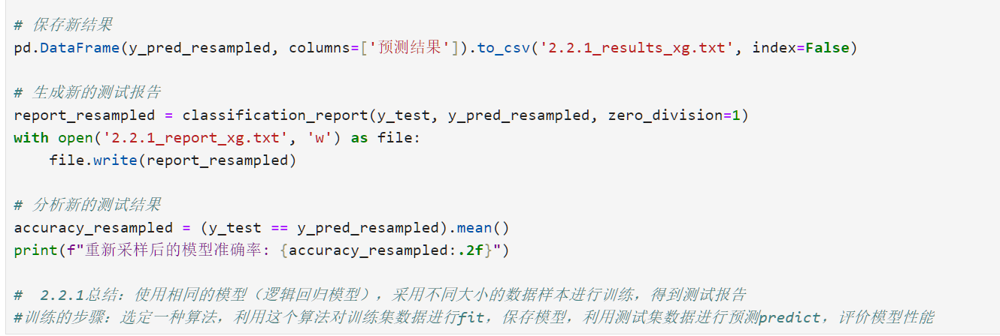 # 保存新结果
pd.DataFrame(y_pred_resampled, columns=['预测结果']).to_csv('2.2.1_results_xg.txt', index=False)
# 生成新的测试报告
report_resampled = classification_report(y_test, y_pred_resampled, zero_division=1)
with open('2.2.1_report_xg.txt', 'w') as file:
    file.write(report_resampled)
# 分析新的测试结果
accuracy_resampled = (y_test == y_pred_resampled).mean()
print(f"重新采样后的模型准确率: {accuracy_resampled:.2f}")
#  2.2.1总结：使用相同的模型（逻辑回归模型），采用不同大小的数据样本进行训练，得到测试报告
#训练的步骤：选定一种算法，利用这个算法对训练集数据进行fit，保存模型，利用测试集数据进行预测predict，评价模型性能